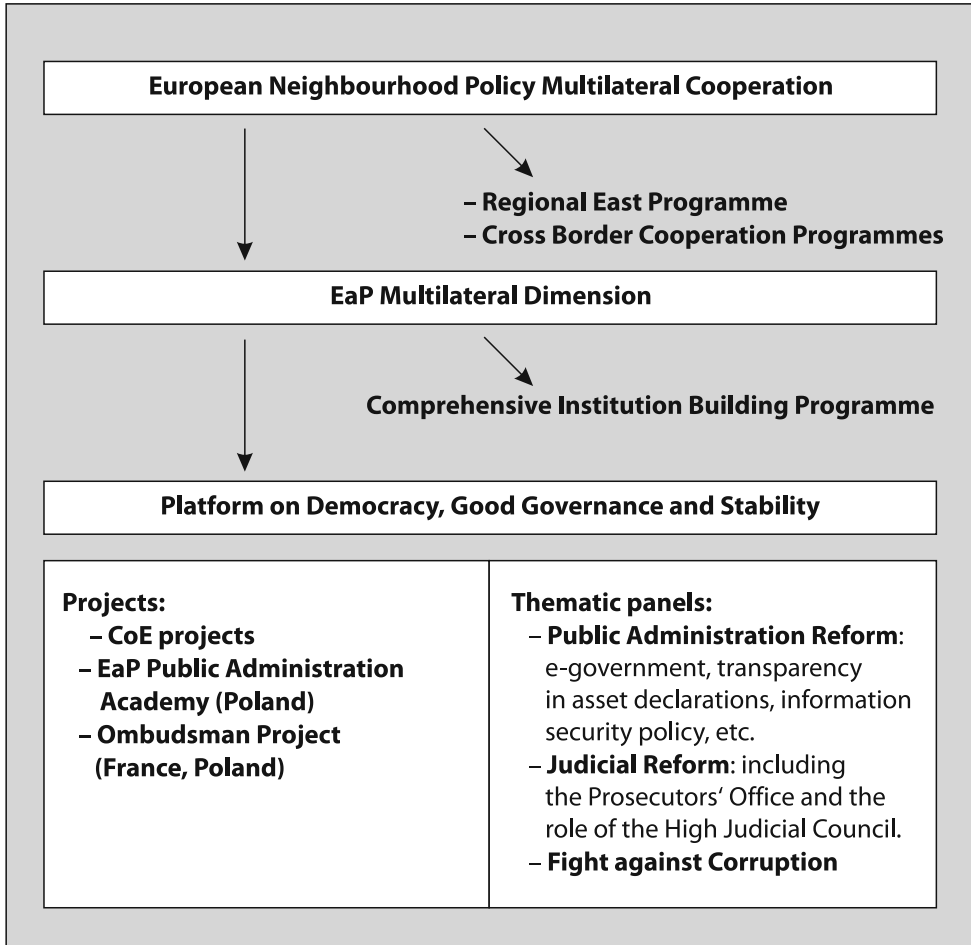 European Neighbourhood Policy Multilateral Cooperation
– Regional East Programme
– Cross Border Cooperation Programmes
EaP Multilateral Dimension
Comprehensive Institution Building Programme
Platform on Democracy, Good Governance and Stability
Projects:
– CoE projects
– EaP Public Administration
Academy (Poland)
– Ombudsman Project
(France, Poland)
Thematic panels:
– Public Administration Reform:
e-government, transparency
in asset declarations, information
security policy, etc.
– Judicial Reform: including
the Prosecutors‘ Office and the
role of the High Judicial Council.
– Fight against Corruption